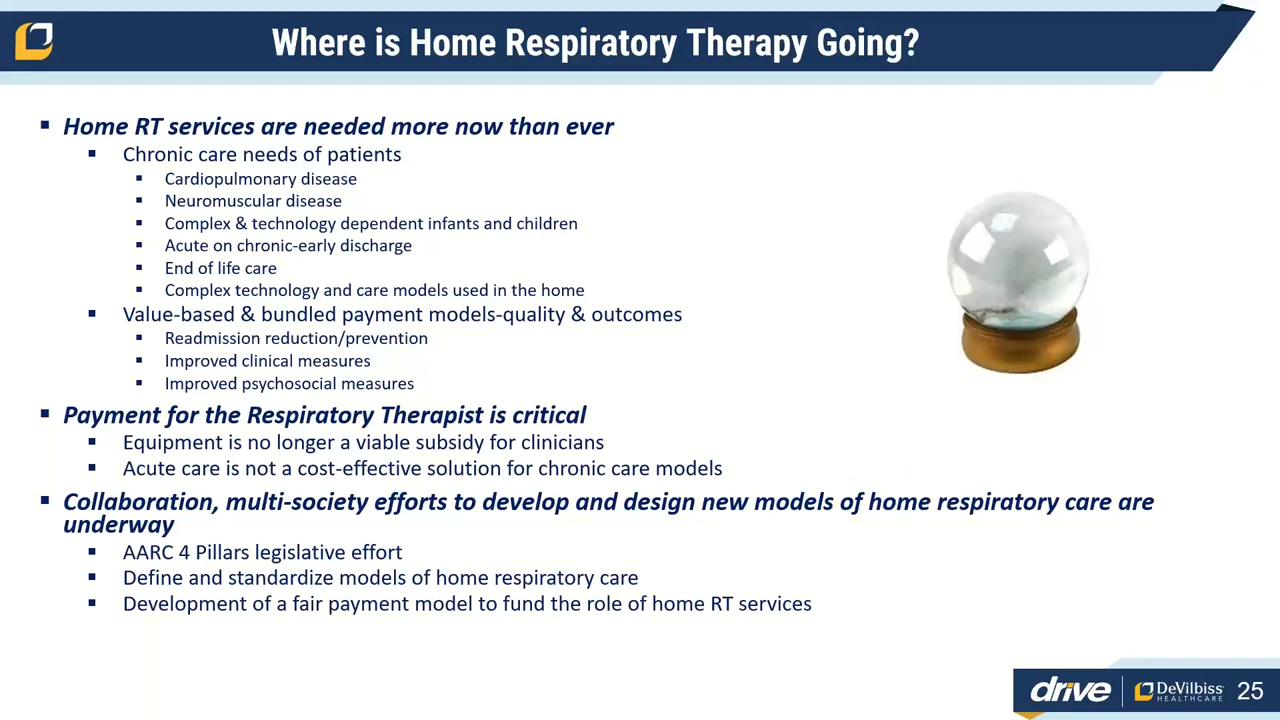 Where is Home Respiratory Therapy Going?
▪ Home RT services are needed more now than ever
▪ Chronic care needs of patients
▪ Cardiopulmonary disease
▪ Neuromuscular disease
▪ Complex & technology dependent infants and children
▪ Acute on chronic-early discharge
▪ End of life care
▪ Complex technology and care models used in the home
▪ Value-based & bundled payment models-quality & outcomes
▪ Readmission reduction/prevention
▪ Improved clinical measures
▪ Improved psychosocial measures
▪ Payment for the Respiratory Therapist is critical
▪ Equipment is no longer a viable subsidy for clinicians
▪ Acute care is not a cost-effective solution for chronic care models
▪ Collaboration, multi-society efforts to develop and design new models of home respiratory care are
underway
▪ AARC 4 Pillars legislative effort
▪ Define and standardize models of home respiratory care
▪ Development of a fair payment model to fund the role of home RT services
drive DeVilbiss HEALTHCARE 25